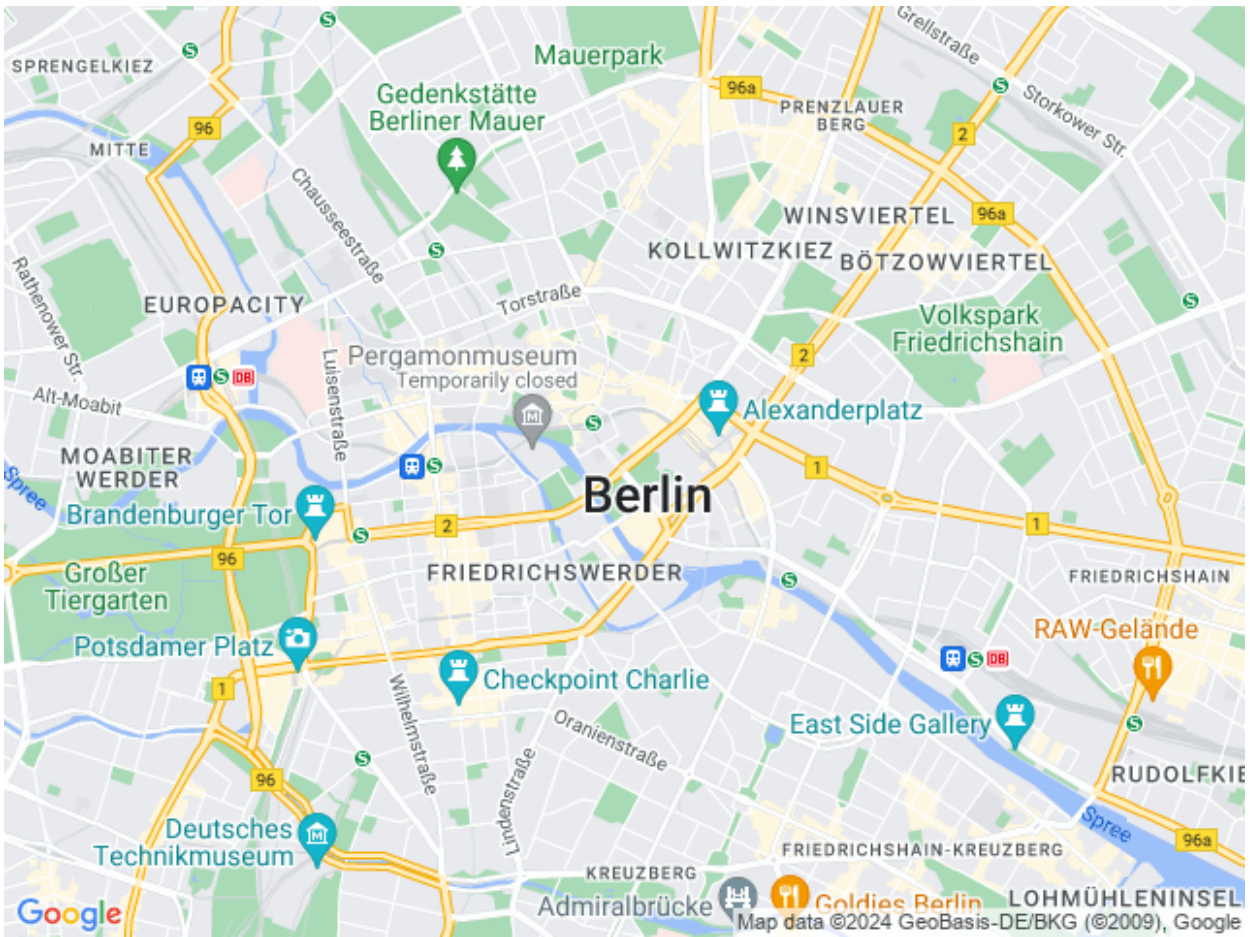 Grellstraße
SPRENGELKIEZ
Mauerpark
96a
Gedenkstätte
Berliner Mauer
Storkower Str.
PRENZLAUER
BERG
96
2
MITTE
Chausseestraße
WINSVIERTEL
96a
KOLLWITZKIEZ
BÖTZOWVIERTEL
Rathenower Str.
EUROPACITY
Torstraße
Volkspark
Friedrichshain
Luisenstraße
Pergamonmuseum
Temporarily closed
2
S
DB
Alt-Moabit
Alexanderplatz
MOABITER
WERDER
1
Spree
Berlin
Brandenburger Tor
2
1
96
Großer
Tiergarten
FRIEDRICHSWERDER
FRIEDRICHSHAIN
RAW-Gelände
Potsdamer Platz
S
DB
Checkpoint Charlie
1
Wilhelmstraße
Oranienstraße
East Side Gallery
96
RUDOLFKIE
Lindenstraße
Deutsches
Technikmuseum
Spree
96a
FRIEDRICHSHAIN-KREUZBERG
KREUZBERG
Admiralbrücke
Goldies Berlin
LOHMÜHLENINSEL
Google
Map data ©2024 GeoBasis-DE/BKG (©2009), Google